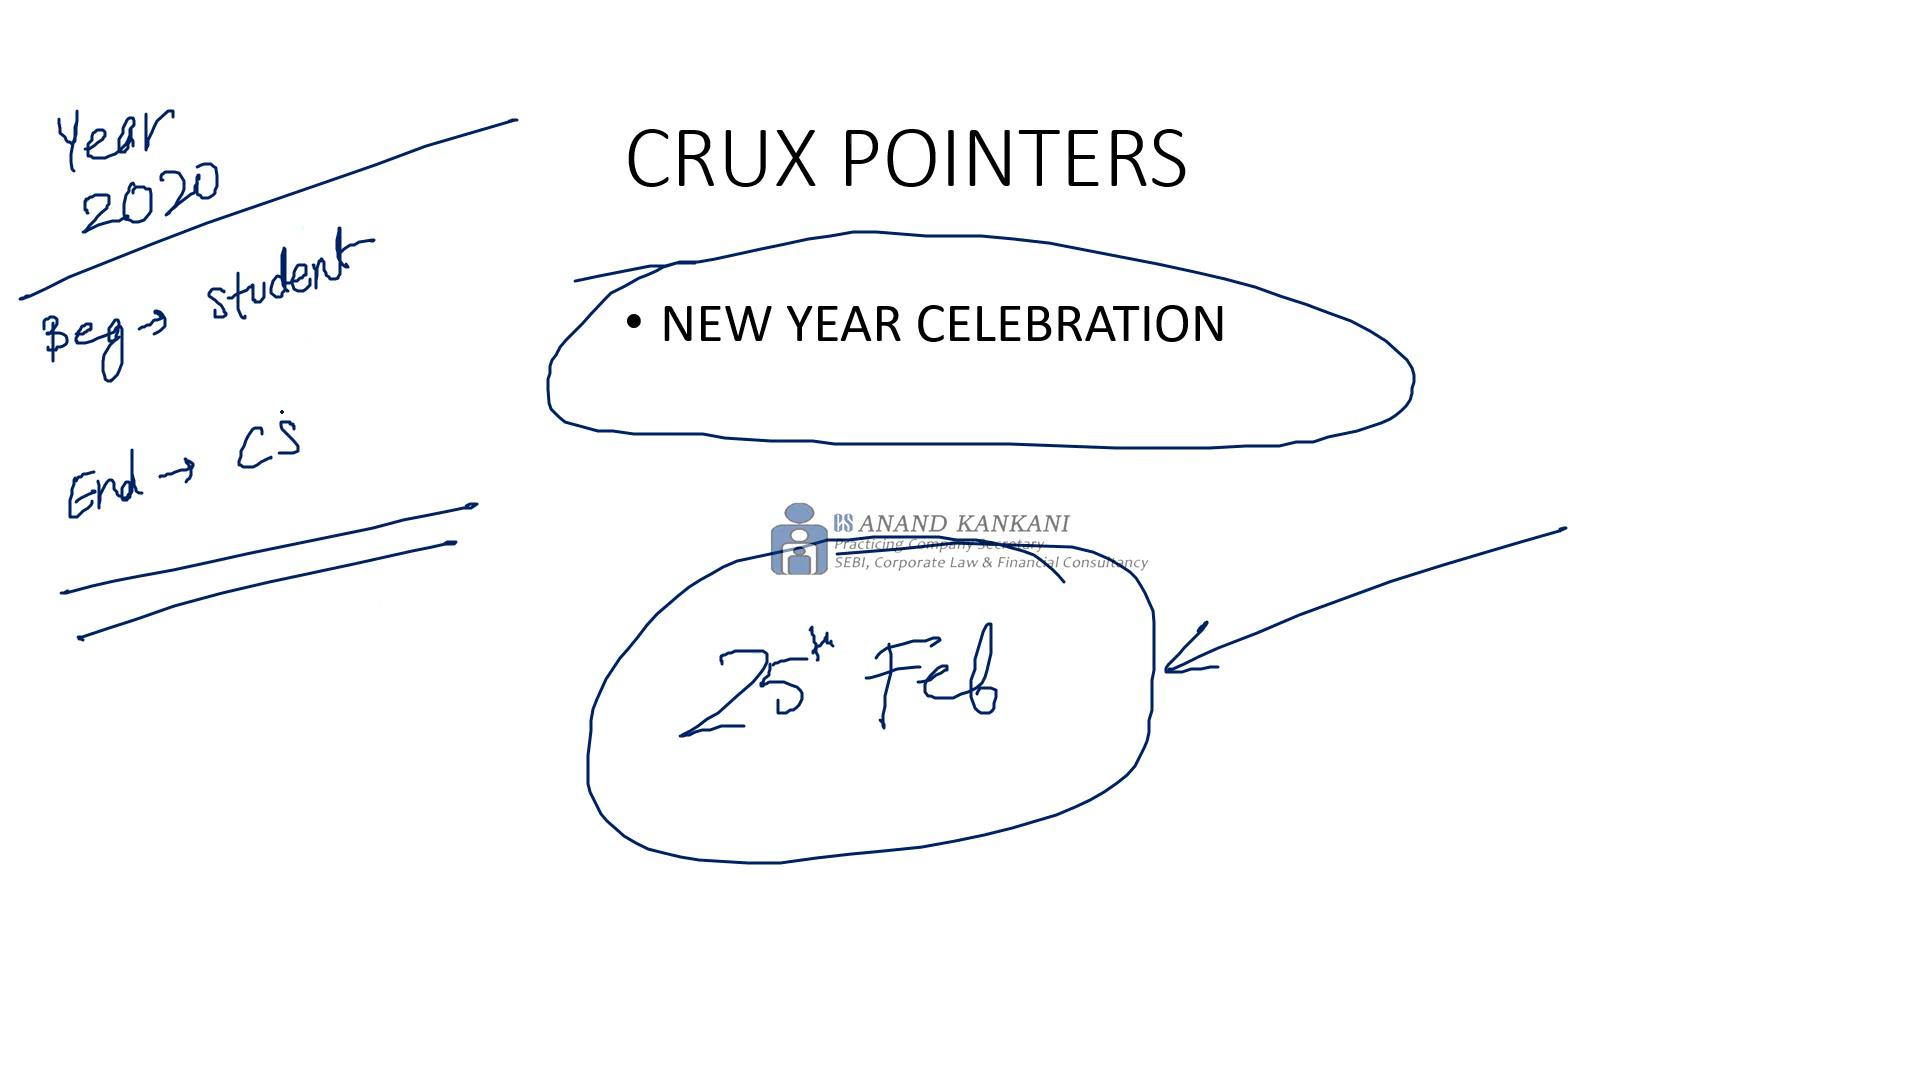 Year
2020
Beg → student
End → CS
CRUX POINTERS
• NEW YEAR CELEBRATION
CS ANAND KANKANI
Practicing Company Secretary
SEBI, Corporate Law & Financial Consultancy
25th Feb